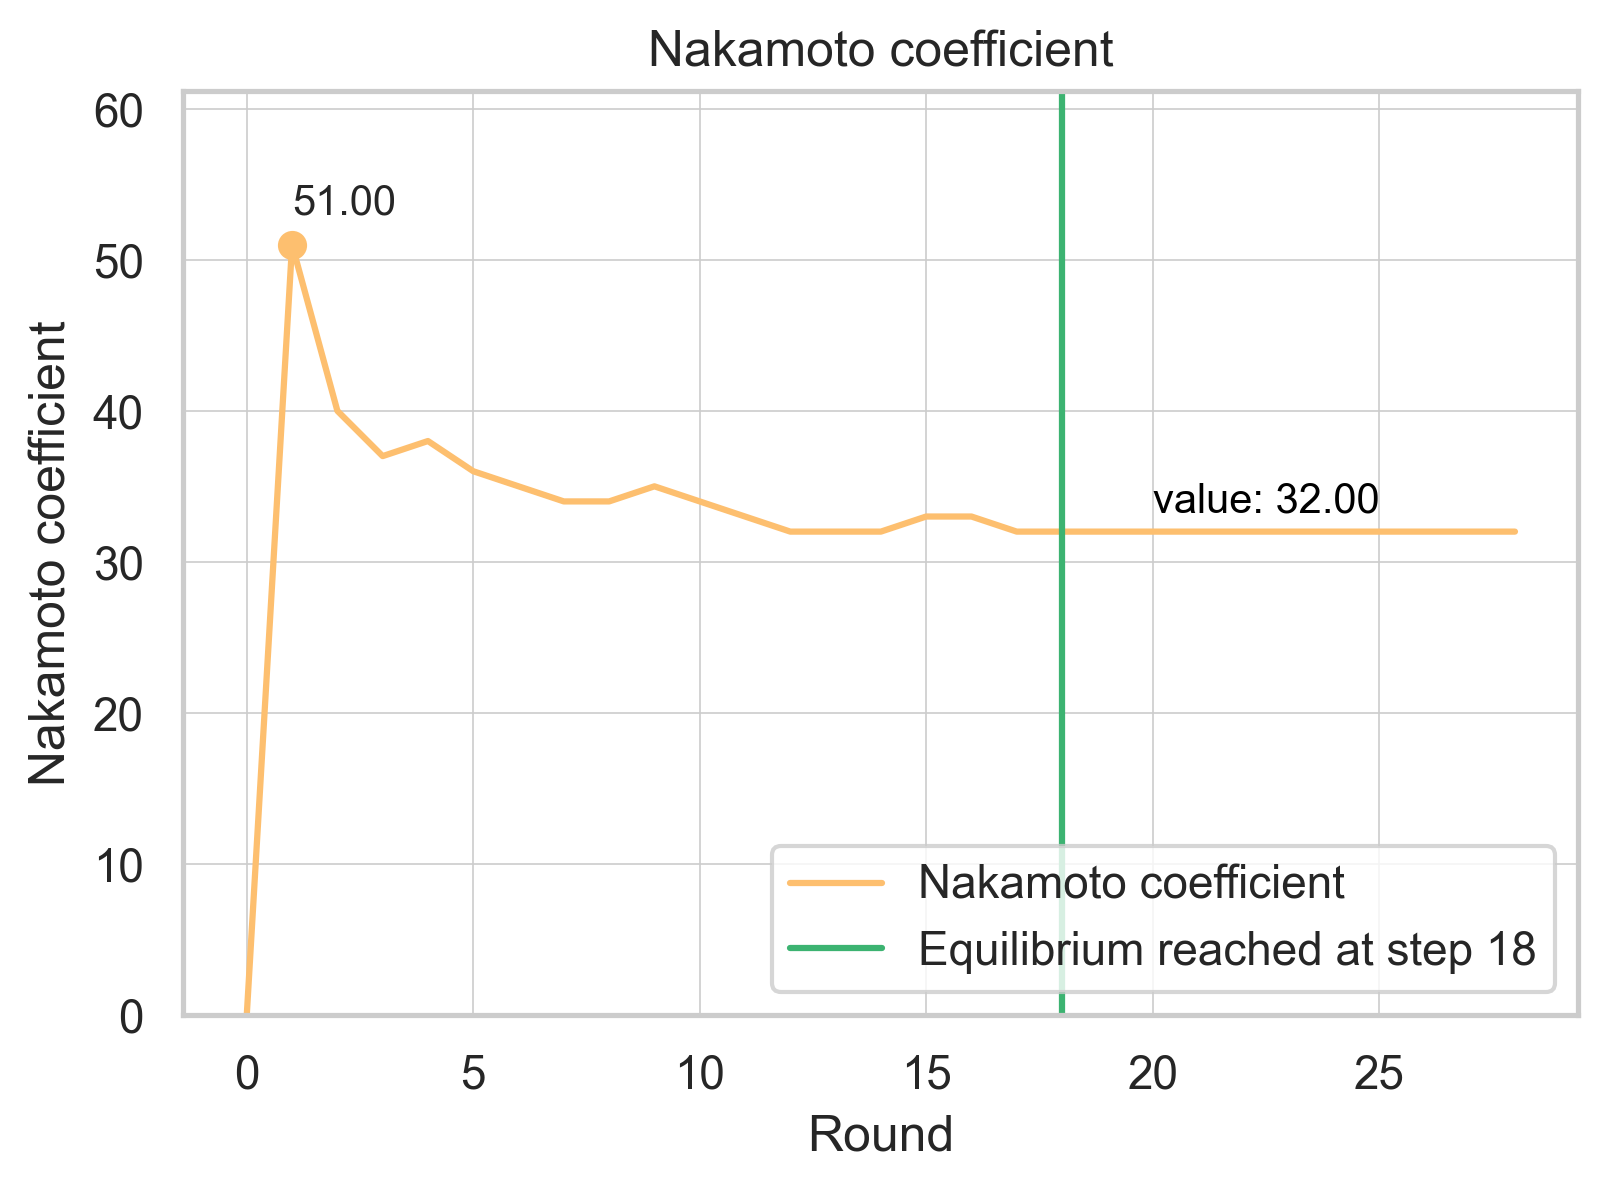 Nakamoto coefficient
60
50
40
30
20
10
0
Nakamoto coefficient
51.00
value: 32.00
Nakamoto coefficient
Equilibrium reached at step 18
0 5 10 15 20 25
Round